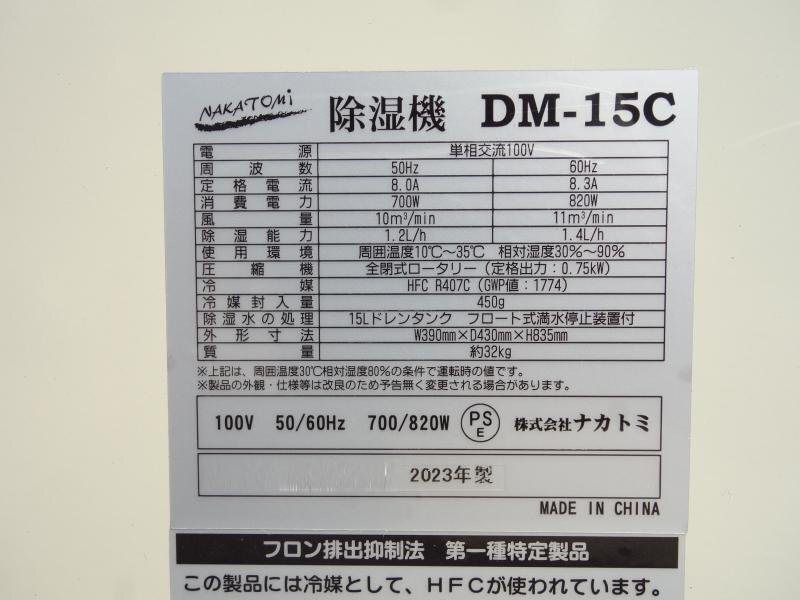 NAKATOMI 除湿機 DM-15C
電源 単相交流100V
周波数 50Hz 60Hz
定格電流 8.0A 8.3A
消費電力 700W 820W
風量 10m³/min 11m³/min
除湿能力 1.2L/h 1.4L/h
使用環境 周囲温度10℃~35℃ 相対湿度30%~90%
圧縮機 全閉式ロータリー(定格出力:0.75kW)
冷媒 HFC R407C(GWP値:1774)
冷媒封入量 450g
除湿水の処理 15Lドレンタンク フロート式満水停止装置付
外形寸法 W390mm×D430mm×H835mm
質量 約32kg
※上記は、周囲温度30℃相対湿度80%の条件で運転時の値です。
※製品の外観・仕様等は改良のため予告無く変更される場合があります。
100V 50/60Hz 700/820W PSE 株式会社ナカトミ
2023年製
MADE IN CHINA
フロン排出抑制法 第一種特定製品
この製品には冷媒として、HFCが使われています。